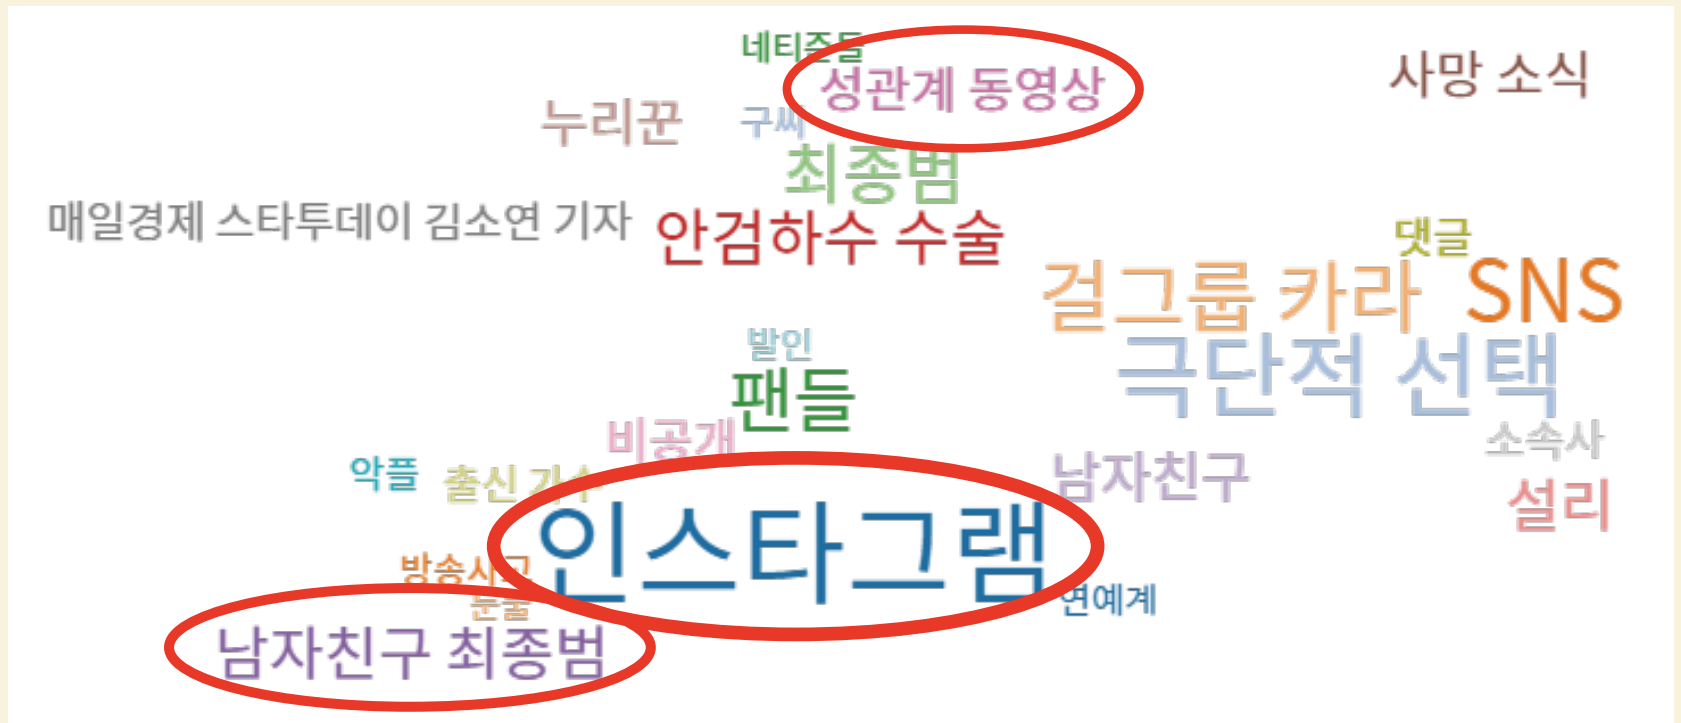 네티즌들
성관계 동영상
사망 소식
누리꾼
구씨
최종범
매일경제 스타투데이 김소연 기자
안검하수 수술
댓글
걸그룹 카라
SNS
발인
극단적 선택
팬들
비공개
소속사
악플
출신 가수
남자친구
설리
인스타그램
방송사고
눈물
연예계
남자친구 최종범